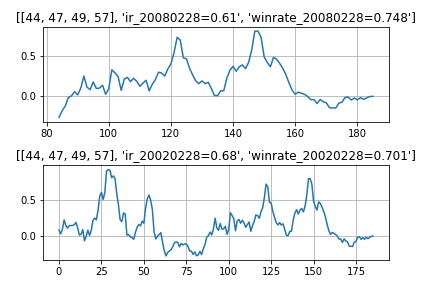 [[44, 47, 49, 57], 'ir_20080228=0.61', 'winrate_20080228=0.748']
0.5
0.0
80 100 120 140 160 180
[[44, 47, 49, 57], 'ir_20020228=0.68', 'winrate_20020228=0.701']
0.5
0.0
0 25 50 75 100 125 150 175